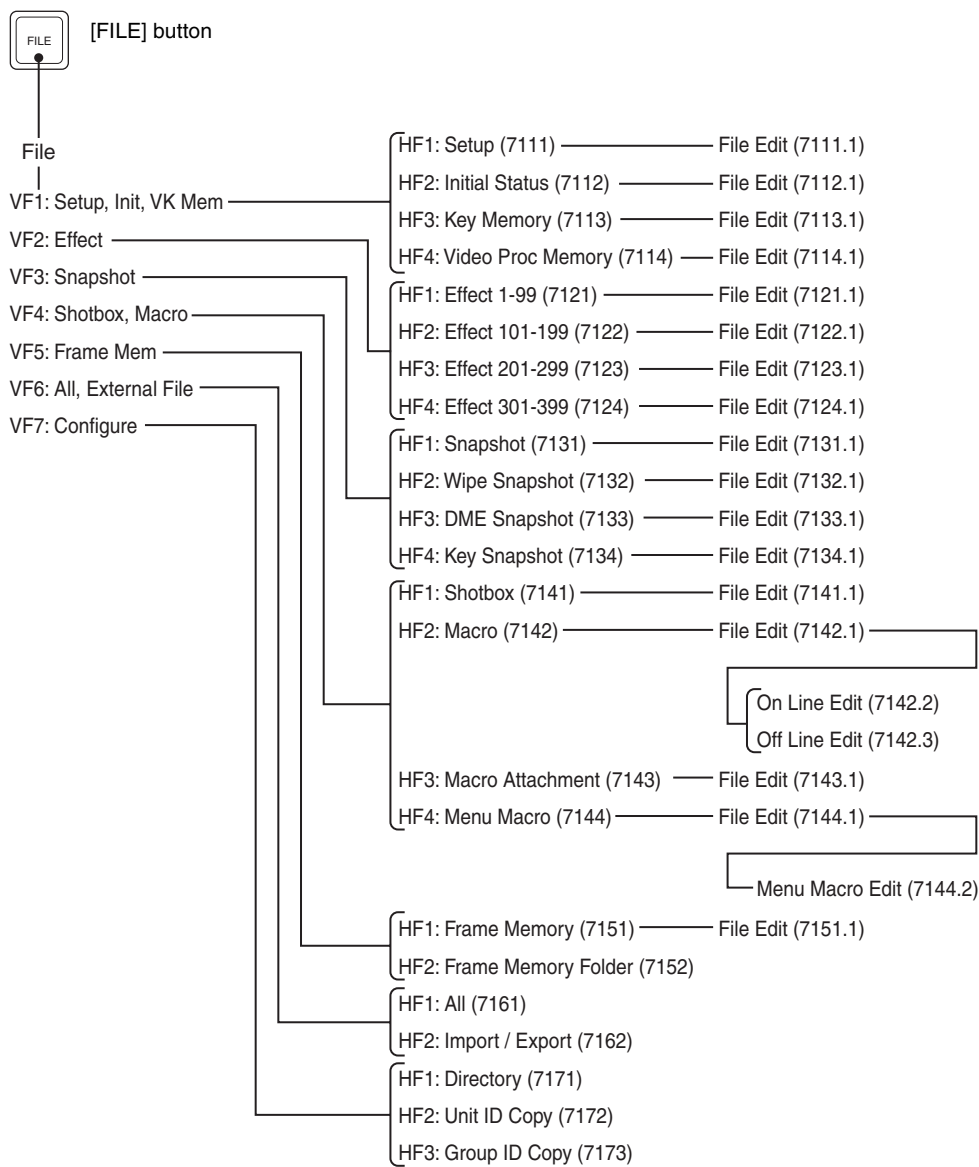 FILE
[FILE] button
File
VF1: Setup, Init, VK Mem
VF2: Effect
VF3: Snapshot
VF4: Shotbox, Macro
VF5: Frame Mem
VF6: All, External File
VF7: Configure
HF1: Setup (7111) File Edit (7111.1)
HF2: Initial Status (7112) File Edit (7112.1)
HF3: Key Memory (7113) File Edit (7113.1)
HF4: Video Proc Memory (7114) File Edit (7114.1)
HF1: Effect 1-99 (7121) File Edit (7121.1)
HF2: Effect 101-199 (7122) File Edit (7122.1)
HF3: Effect 201-299 (7123) File Edit (7123.1)
HF4: Effect 301-399 (7124) File Edit (7124.1)
HF1: Snapshot (7131) File Edit (7131.1)
HF2: Wipe Snapshot (7132) File Edit (7132.1)
HF3: DME Snapshot (7133) File Edit (7133.1)
HF4: Key Snapshot (7134) File Edit (7134.1)
HF1: Shotbox (7141) File Edit (7141.1)
HF2: Macro (7142) File Edit (7142.1)
On Line Edit (7142.2)
Off Line Edit (7142.3)
HF3: Macro Attachment (7143) File Edit (7143.1)
HF4: Menu Macro (7144) File Edit (7144.1)
Menu Macro Edit (7144.2)
HF1: Frame Memory (7151) File Edit (7151.1)
HF2: Frame Memory Folder (7152)
HF1: All (7161)
HF2: Import / Export (7162)
HF1: Directory (7171)
HF2: Unit ID Copy (7172)
HF3: Group ID Copy (7173)